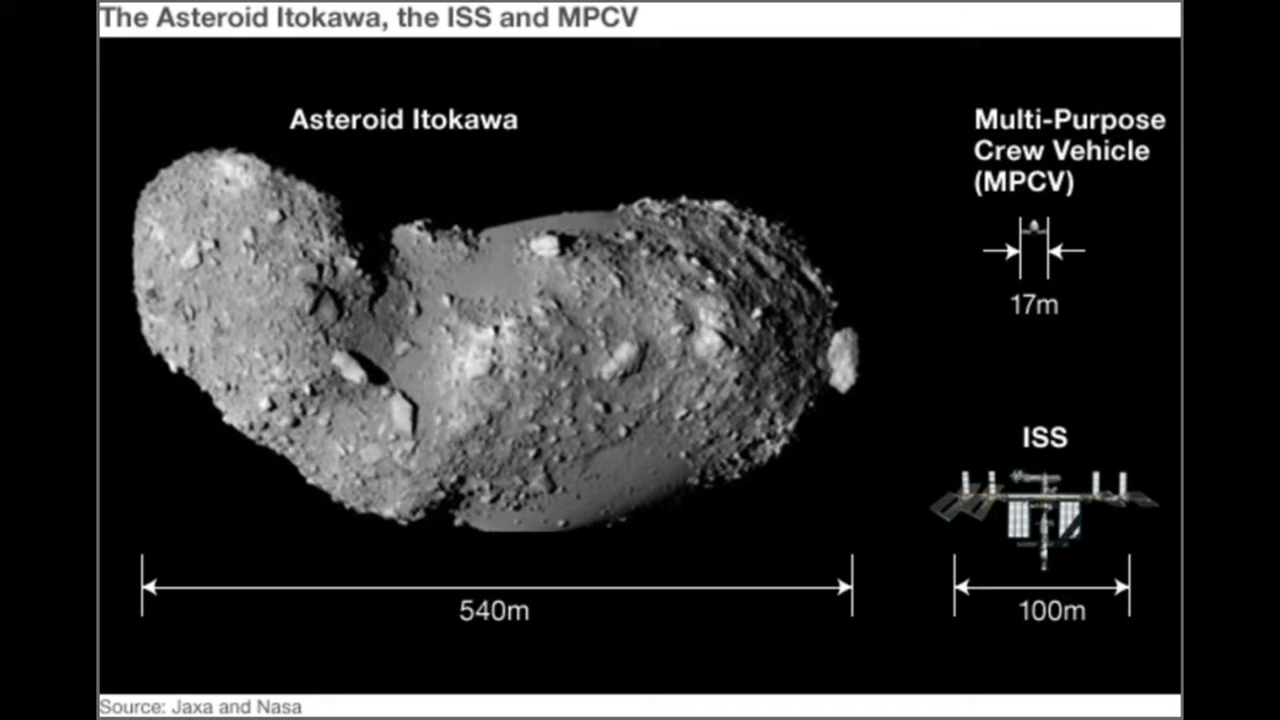 The Asteroid Itokawa, the ISS and MPCV
Asteroid Itokawa
Multi-Purpose
Crew Vehicle
(MPCV)
17m
ISS
540m
100m
Source: Jaxa and Nasa